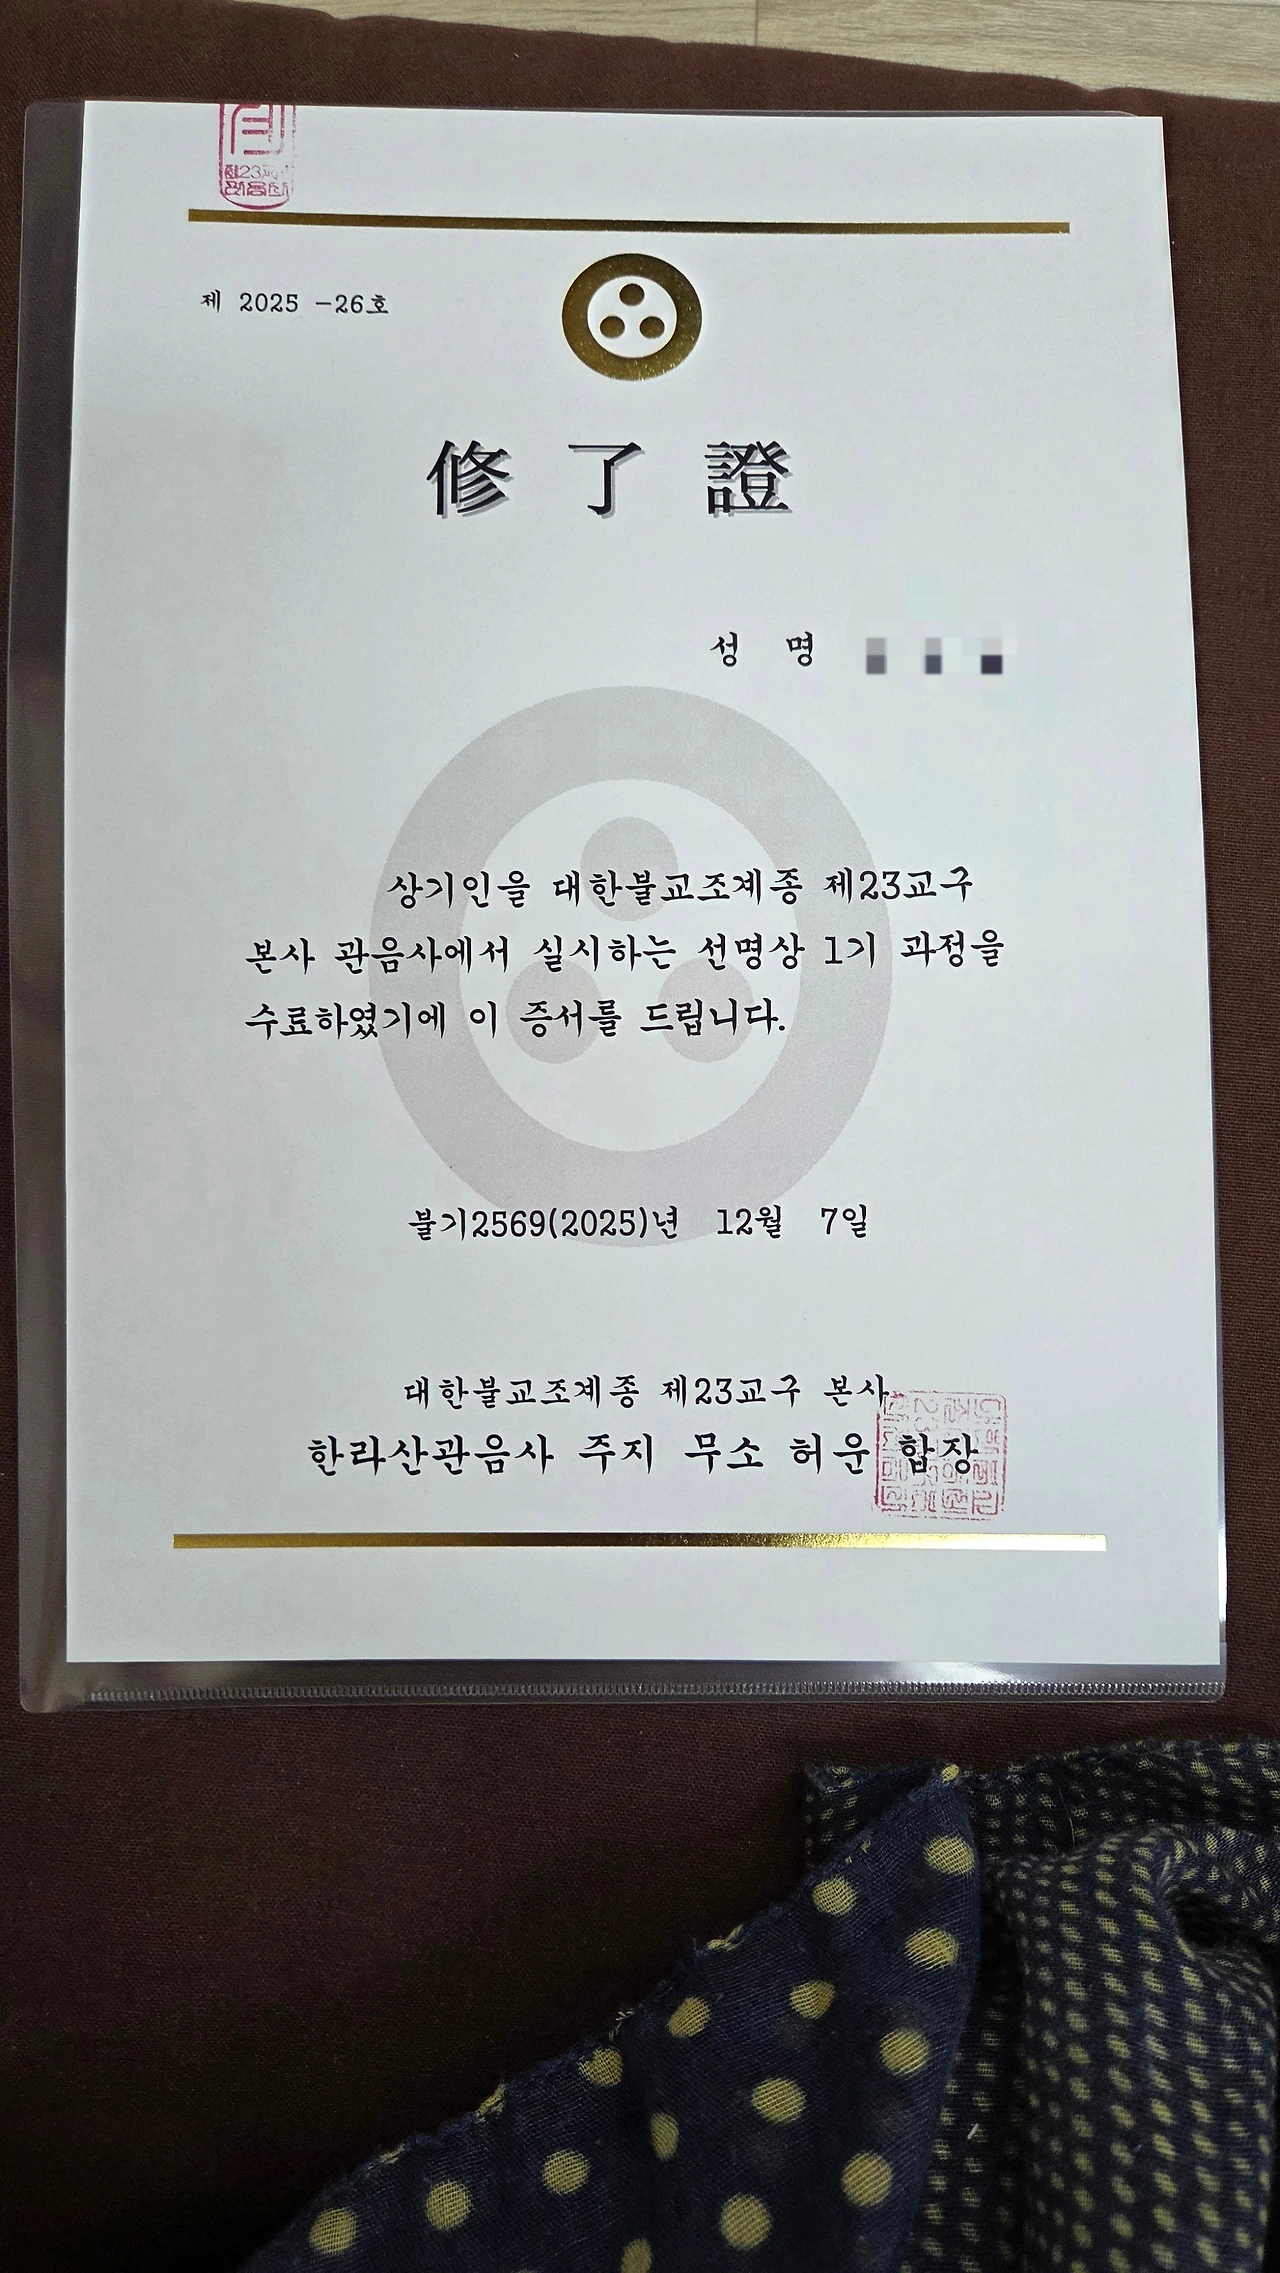 제 2025 -26호
修了證
성 명
상기인을 대한불교조계종 제23교구
본사 관음사에서 실시하는 선명상 1기 과정을
수료하였기에 이 증서를 드립니다.
불기2569(2025)년 12월 7일
대한불교조계종 제23교구 본사
한라산관음사 주지 무소 허운 합장